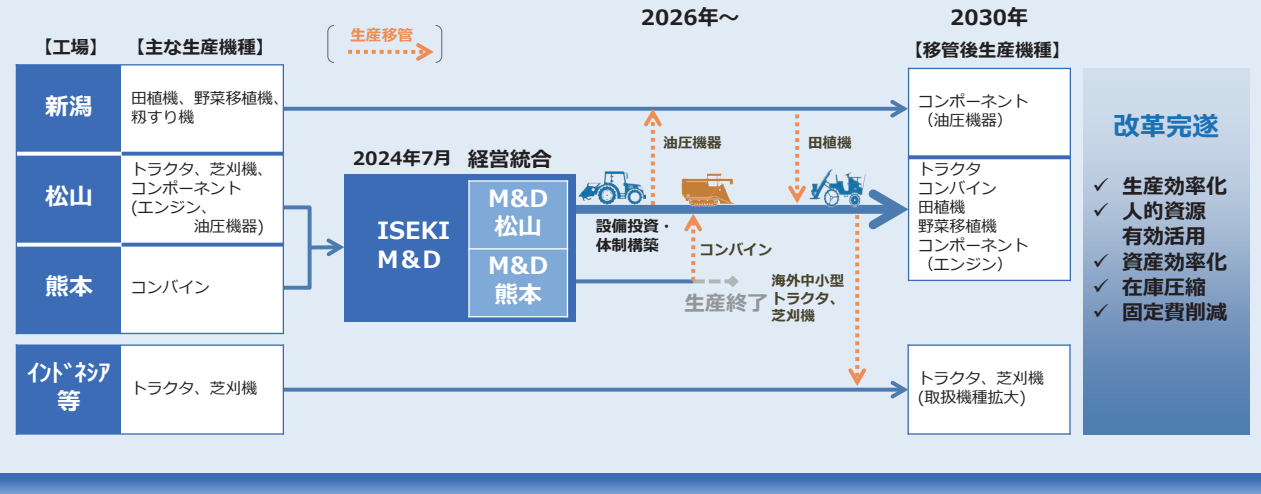 2026年～
2030年
【工場】
【主な生産機種】
生産移管
【移管後生産機種】
新潟
田植機、野菜移植機、
籾すり機
コンポーネント
（油圧機器）
油圧機器
田植機
松山
トラクタ、芝刈機、
コンポーネント
(エンジン、
油圧機器)
2024年7月 経営統合
ISEKI
M&D
M&D
松山
M&D
熊本
設備投資・
体制構築
コンバイン
トラクタ
コンバイン
田植機
野菜移植機
コンポーネント
（エンジン）
熊本
コンバイン
生産終了
海外中小型
トラクタ、
芝刈機
ｲﾝﾄﾞﾈｼｱ
等
トラクタ、芝刈機
トラクタ、芝刈機
(取扱機種拡大)
改革完遂
✓ 生産効率化
✓ 人的資源
有効活用
✓ 資産効率化
✓ 在庫圧縮
✓ 固定費削減